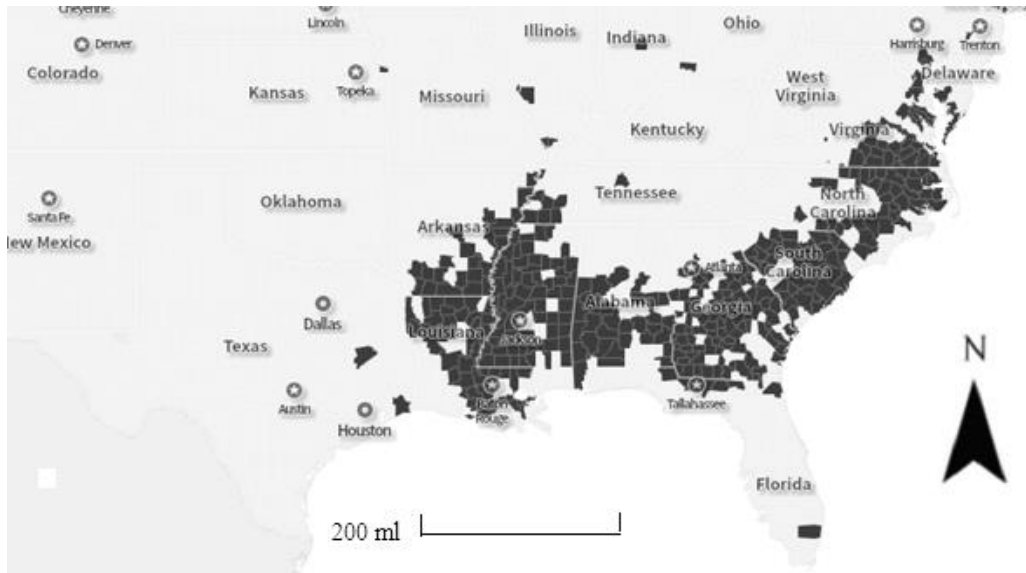 Cheyenne
Lincoln
Illinois
Indiana
Ohio
Harrisburg
Trenton
Denver
Colorado
Topeka
Kansas
Missouri
West
Virginia
Delaware
Kentucky
Virginia
Santa Fe
New Mexico
Oklahoma
Tennessee
North
Carolina
Arkansas
Atlanta
South
Carolina
Alabama
Georgia
Dallas
Louisiana
Jackson
Texas
N
Austin
Houston
Baton
Rouge
Tallahassee
Florida
200 ml